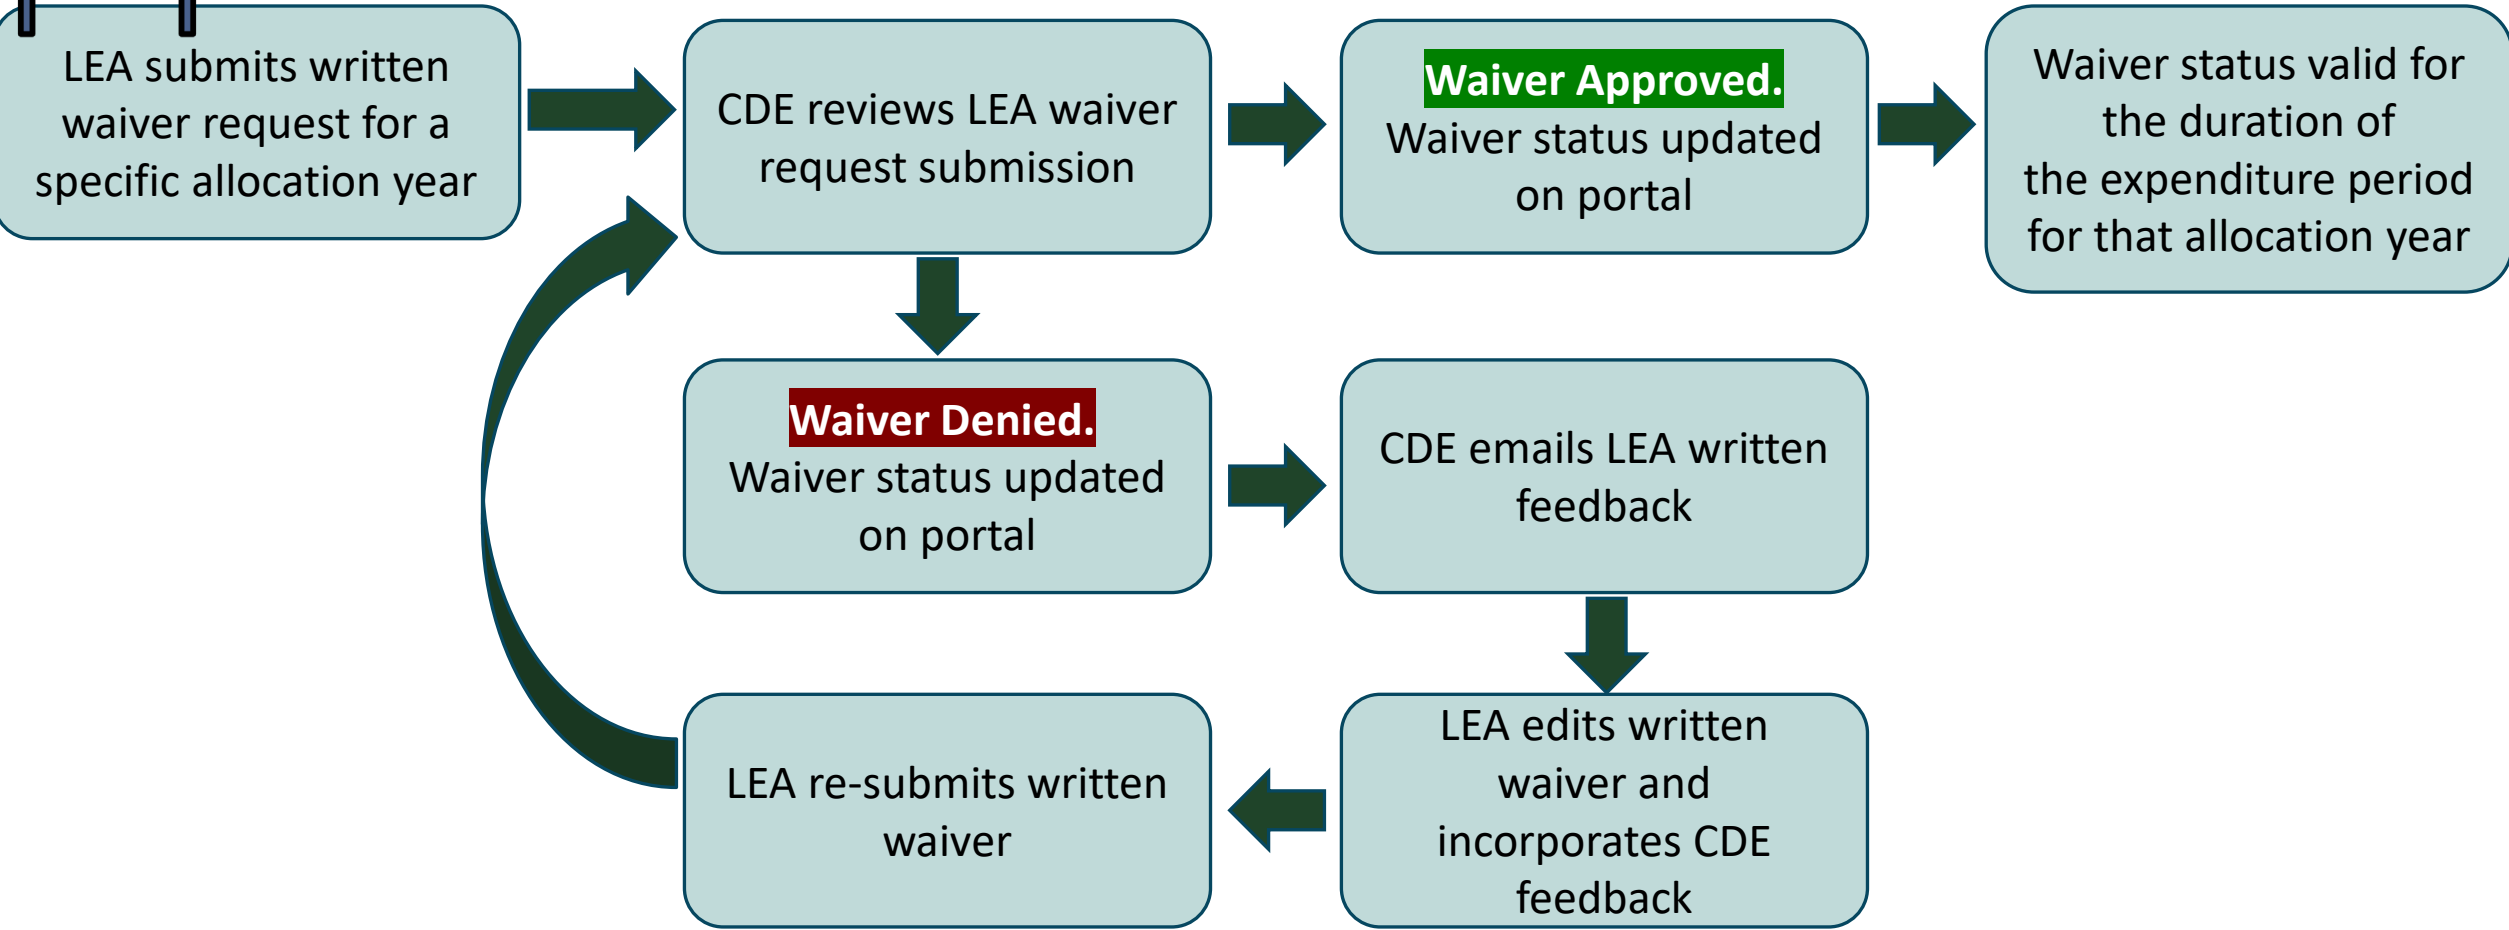 LEA submits written
waiver request for a
specific allocation year
CDE reviews LEA waiver
request submission
Waiver Approved.
Waiver status updated
on portal
Waiver status valid for
the duration of
the expenditure period
for that allocation year
Waiver Denied.
Waiver status updated
on portal
CDE emails LEA written
feedback
LEA edits written
waiver and
incorporates CDE
feedback
LEA re-submits written
waiver